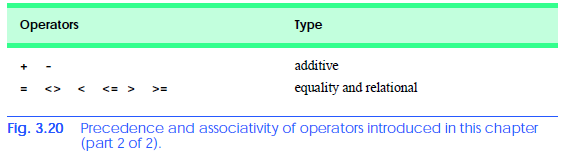 Operators Type
+ - additive
= <> < <= > >= equality and relational
Fig. 3.20 Precedence and associativity of operators introduced in this chapter
(part 2 of 2).